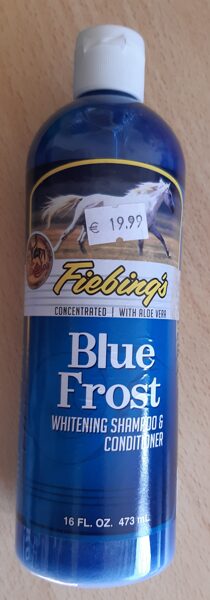 € 19.99
Fiebing's
CONCENTRATED | WITH ALOE VERA
Blue
Frost
WHITENING SHAMPOO &
CONDITIONER
16 FL. OZ. 473 mL